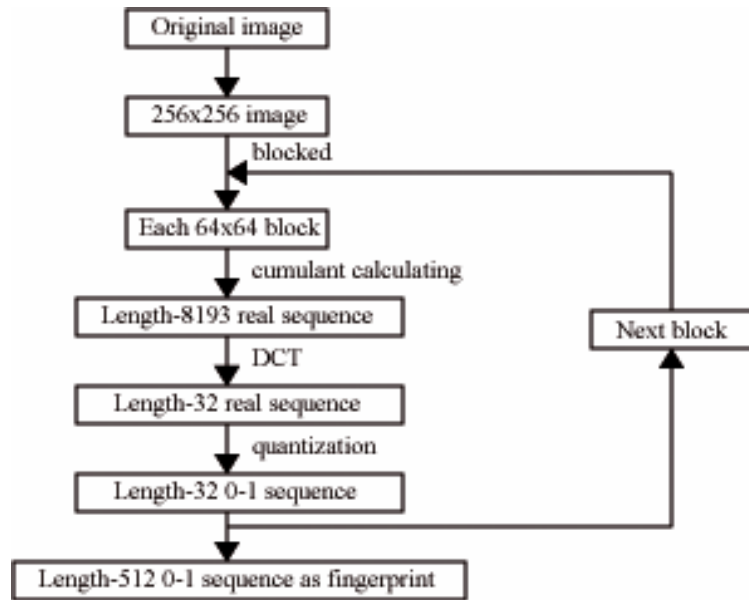 Original image
256x256 image
blocked
Each 64x64 block
cumulant calculating
Length-8193 real sequence
Next block
DCT
Length-32 real sequence
quantization
Length-32 0-1 sequence
Length-512 0-1 sequence as fingerprint